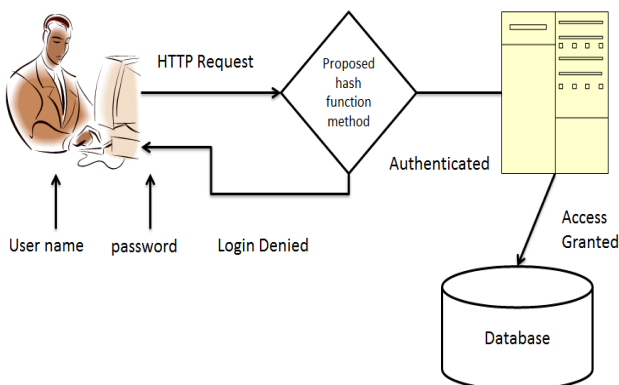 HTTP Request
Proposed
hash
function
method
Authenticated
User name
password
Login Denied
Access
Granted
Database